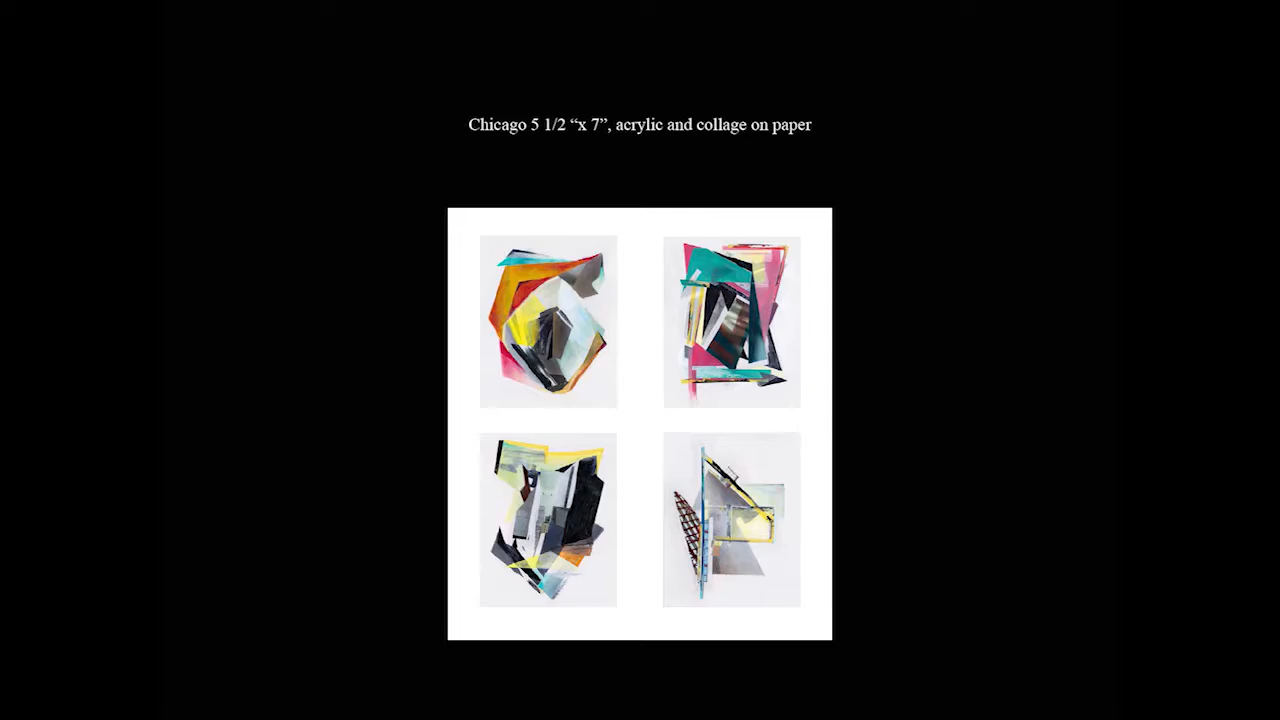 Chicago 5 1/2 “x 7”, acrylic and collage on paper